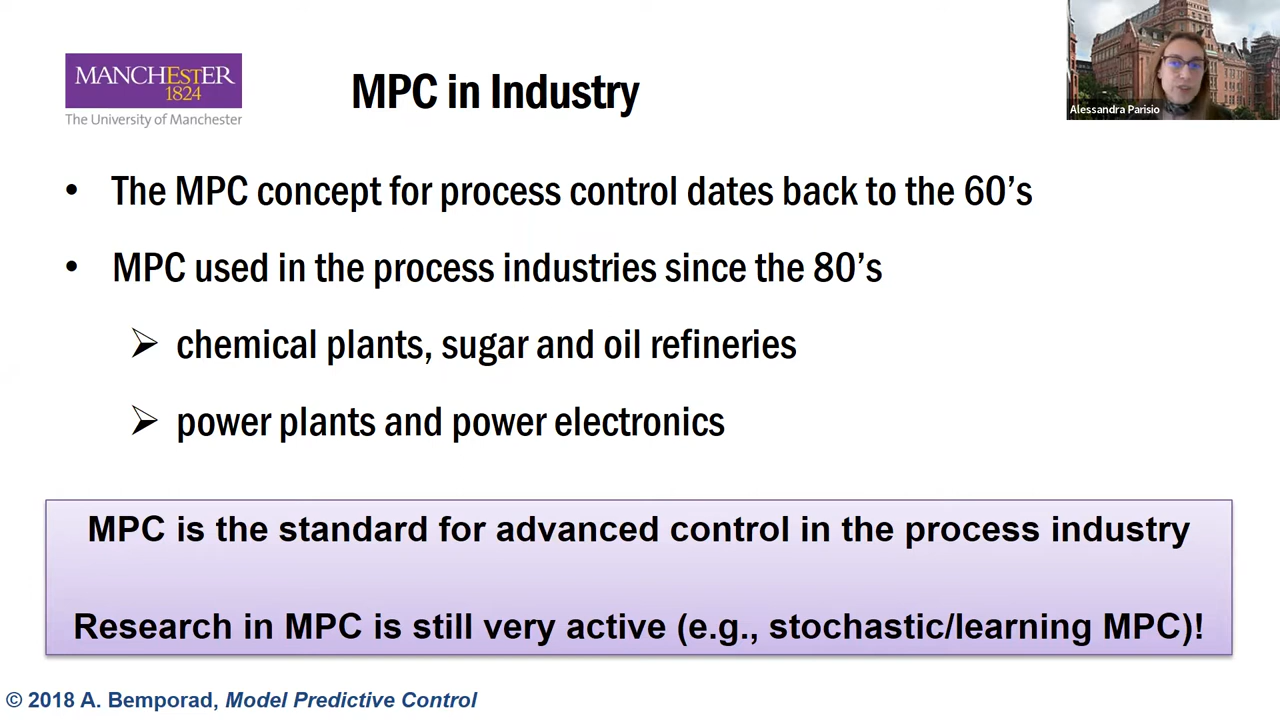 MANCHESTER
1824
The University of Manchester
MPC in Industry
Alessandra Parisio
• The MPC concept for process control dates back to the 60’s
• MPC used in the process industries since the 80’s
➢ chemical plants, sugar and oil refineries
➢ power plants and power electronics
MPC is the standard for advanced control in the process industry
Research in MPC is still very active (e.g., stochastic/learning MPC)!
© 2018 A. Bemporad, Model Predictive Control